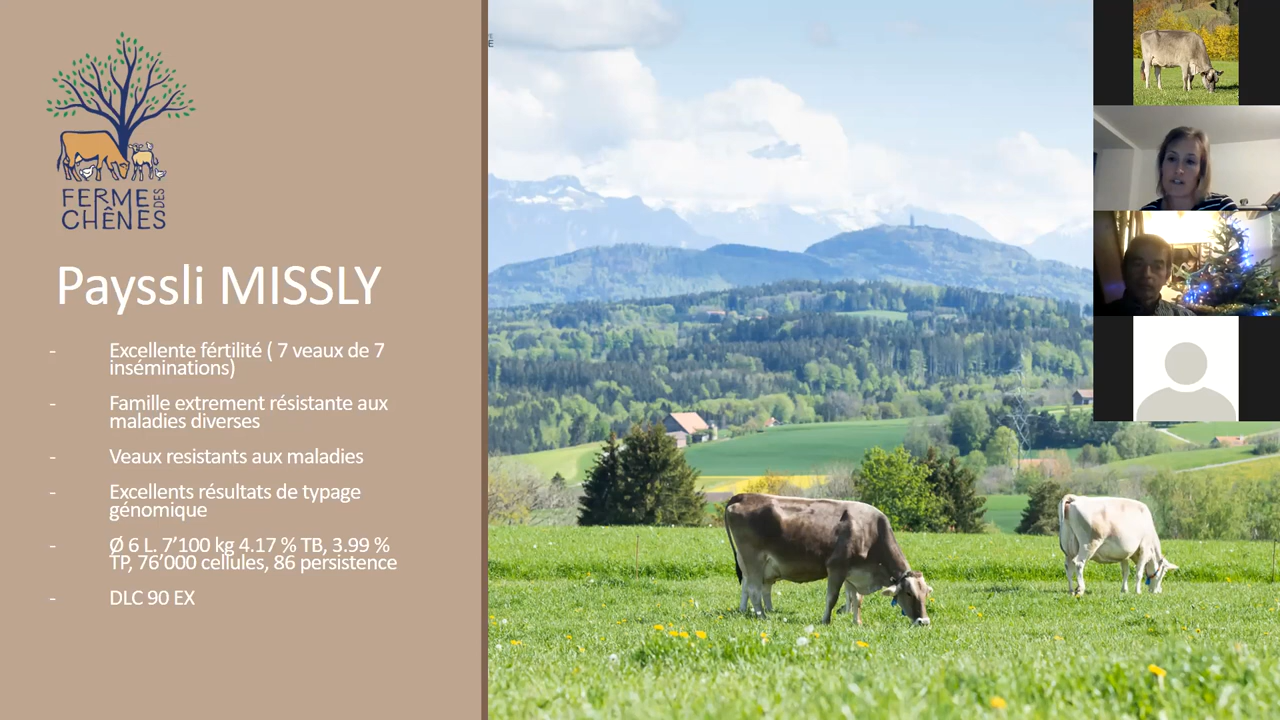 FERME DES
CHÊNES
Payssli MISSLY
- Excellente fértilité ( 7 veaux de 7
inséminations)
- Famille extrement résistante aux
maladies diverses
- Veaux resistants aux maladies
- Excellents résultats de typage
génomique
- Ø 6 L. 7’100 kg 4.17 % TB, 3.99 %
TP, 76’000 cellules, 86 persistence
- DLC 90 EX